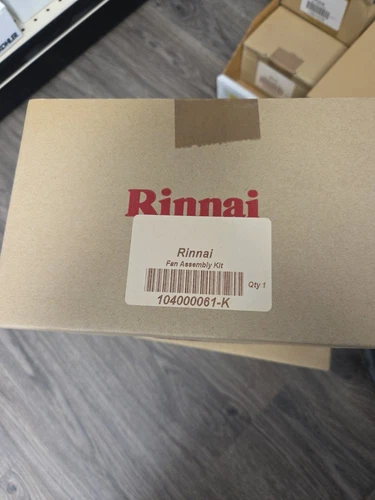 Rinnai
Rinnai
Fan Assembly Kit
Qty 1
104000061-K